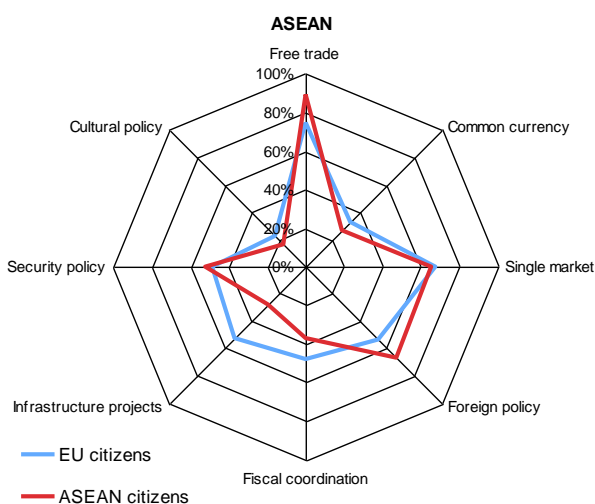 ASEAN
Free trade
100%
Cultural policy
Common currency
80%
60%
40%
20%
Security policy
0%
Single market
Infrastructure projects
Foreign policy
EU citizens
Fiscal coordination
ASEAN citizens